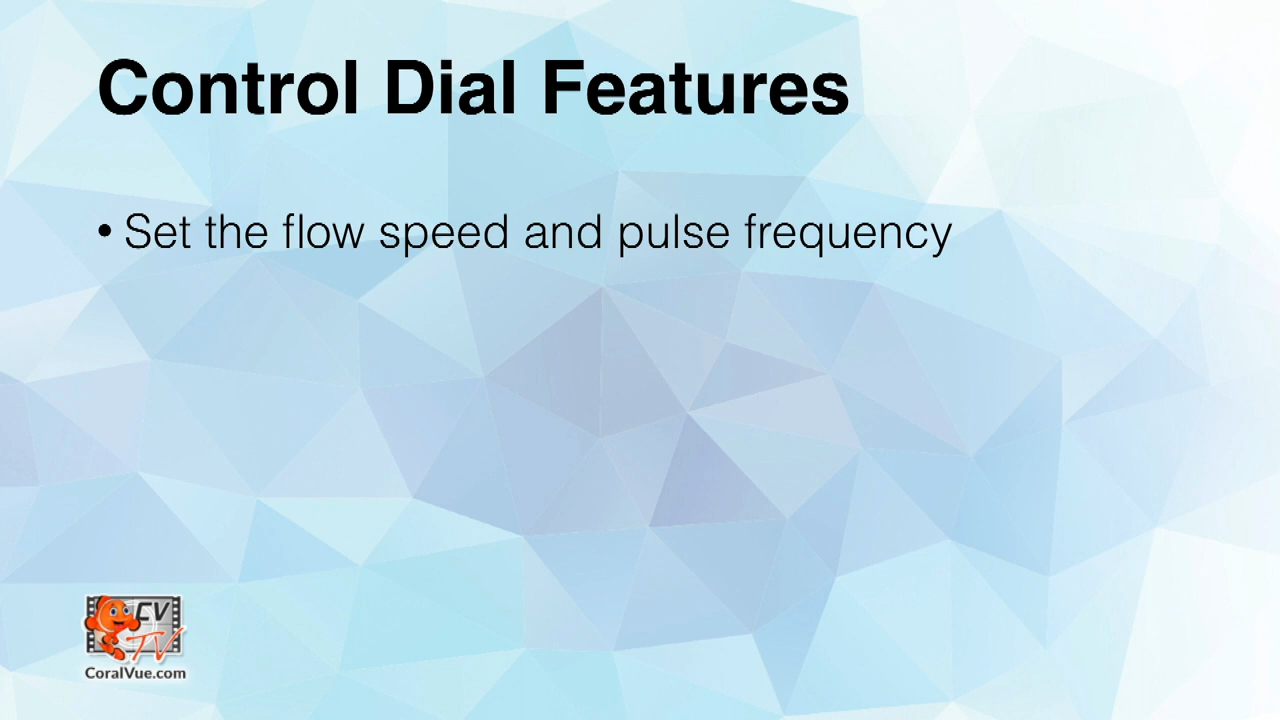 Control Dial Features
• Set the flow speed and pulse frequency
CV
TV
CoralVue.com